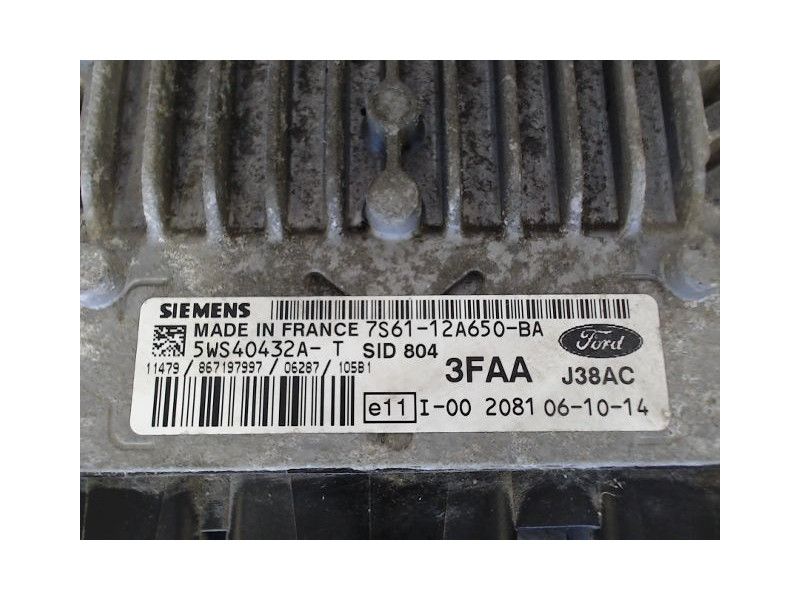 SIEMENS
MADE IN FRANCE 7S61-12A650-BA
5WS40432A- T SID 804
Ford
11479 / 867197997 / 06287 / 105B1
3FAA J38AC
e11 I-00 2081 06-10-14